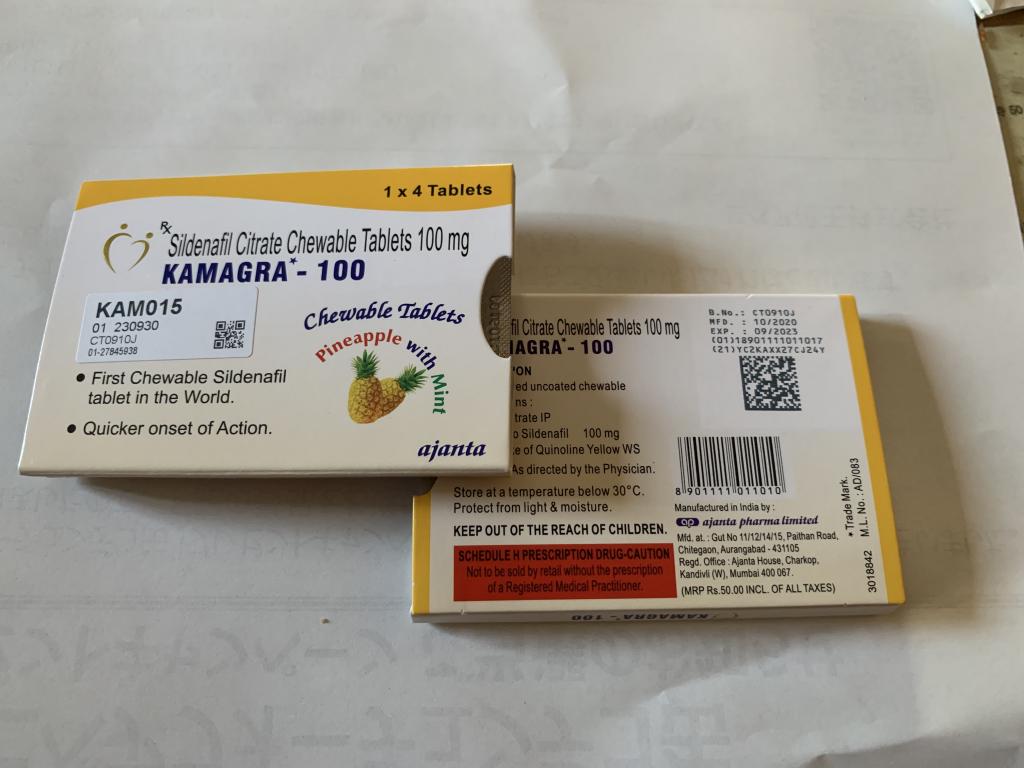 1 x 4 Tablets
Rx Sildenafil Citrate Chewable Tablets 100 mg
KAMAGRA* - 100
KAM015
01 230930
CT0910J
01-27845938
Chewable Tablets
Pineapple with Mint
• First Chewable Sildenafil
tablet in the World.
• Quicker onset of Action.
ajanta
fil Citrate Chewable Tablets 100 mg
AGRA* - 100
B.No.: CT0910J
MFD. : 10/2020
EXP. : 09/2023
(01)18901111011017
(21)YC2KAXX27CJ24Y
ON
ed uncoated chewable
ns :
trate IP
o Sildenafil 100 mg
e of Quinoline Yellow WS
As directed by the Physician.
Store at a temperature below 30°C.
Protect from light & moisture.
KEEP OUT OF THE REACH OF CHILDREN.
SCHEDULE H PRESCRIPTION DRUG-CAUTION
Not to be sold by retail without the prescription
of a Registered Medical Practitioner.
8 901111 011010
Manufactured in India by :
ap ajanta pharma limited
Mfd. at. : Gut No 11/12/14/15, Paithan Road,
Chitegaon, Aurangabad - 431105
Regd. Office : Ajanta House, Charkop,
Kandivli (W), Mumbai 400 067.
(MRP Rs.50.00 INCL. OF ALL TAXES)
* Trade Mark.
M.L. No.: AD/083
3018842
KAMAGRA* - 100